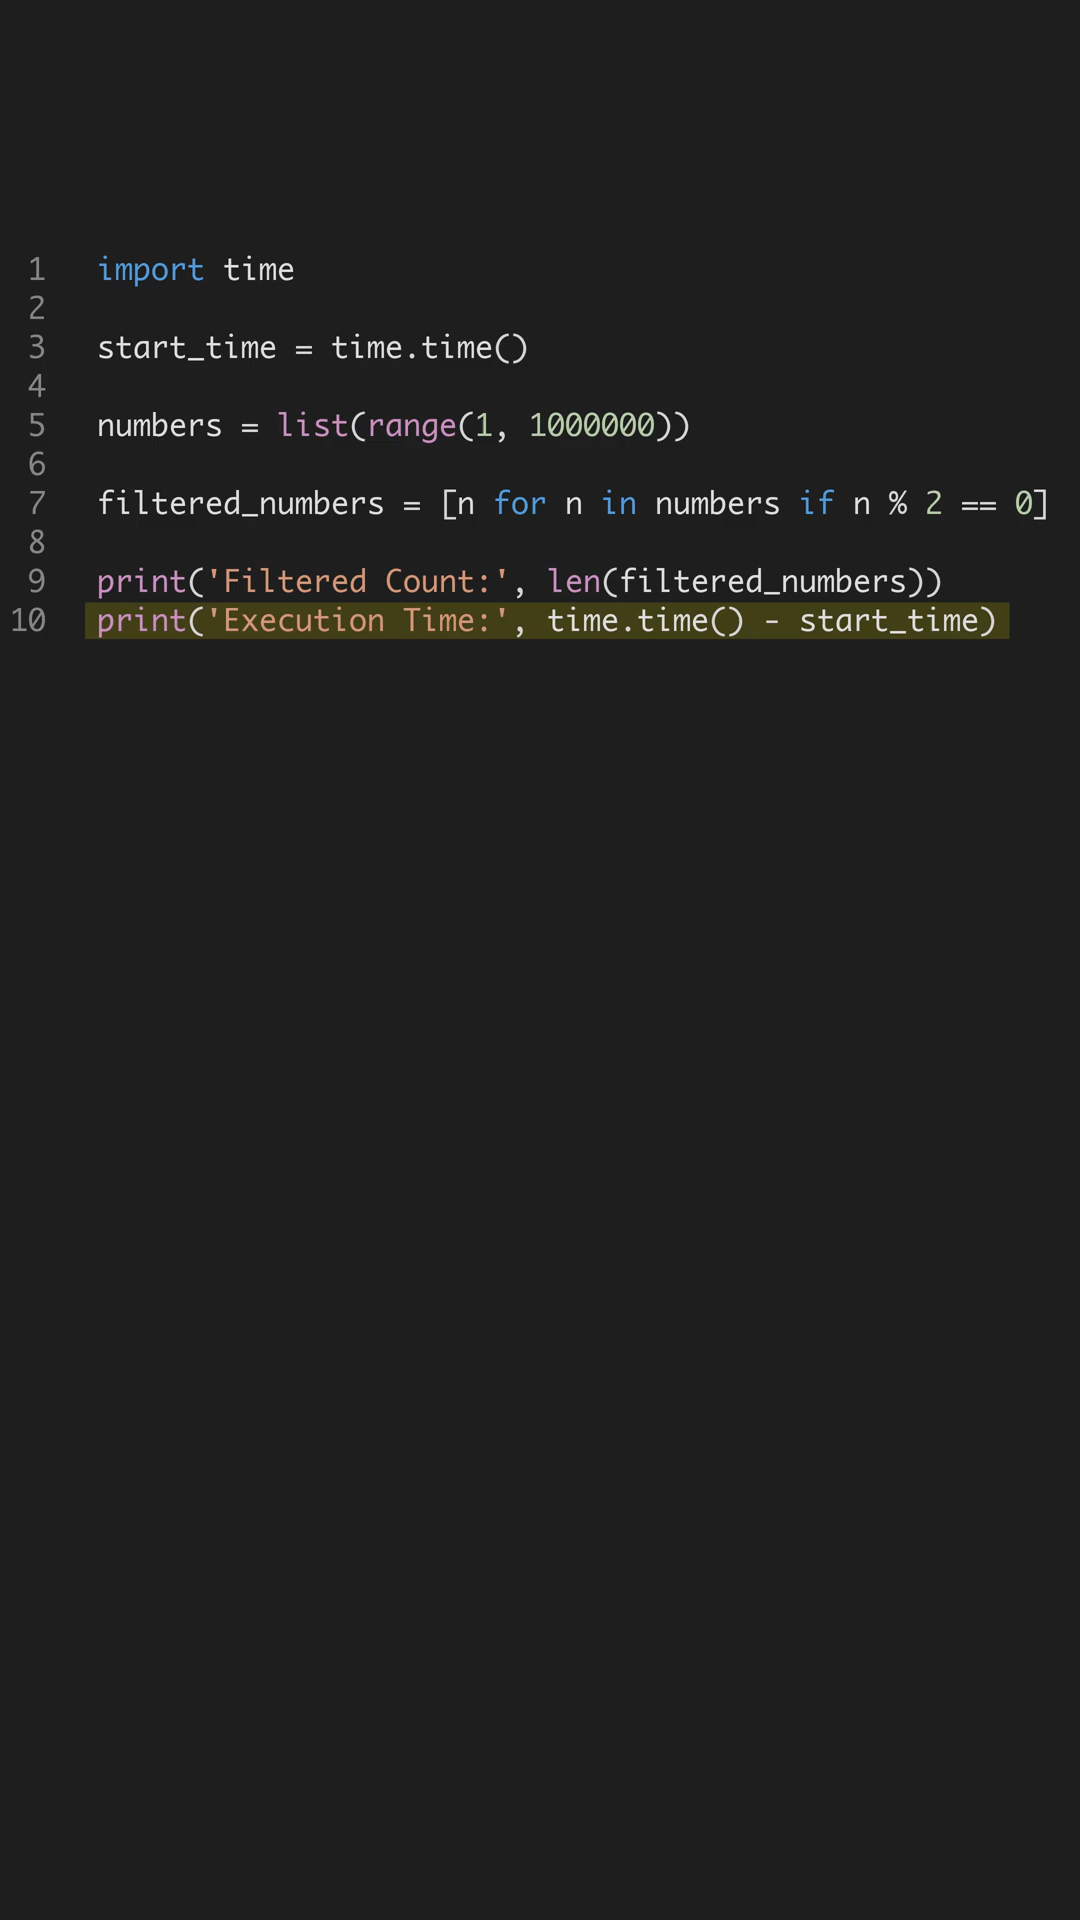 1 import time
2
3 start_time = time.time()
4
5 numbers = list(range(1, 1000000))
6
7 filtered_numbers = [n for n in numbers if n % 2 == 0]
8
9 print('Filtered Count:', len(filtered_numbers))
10 print('Execution Time:', time.time() - start_time)